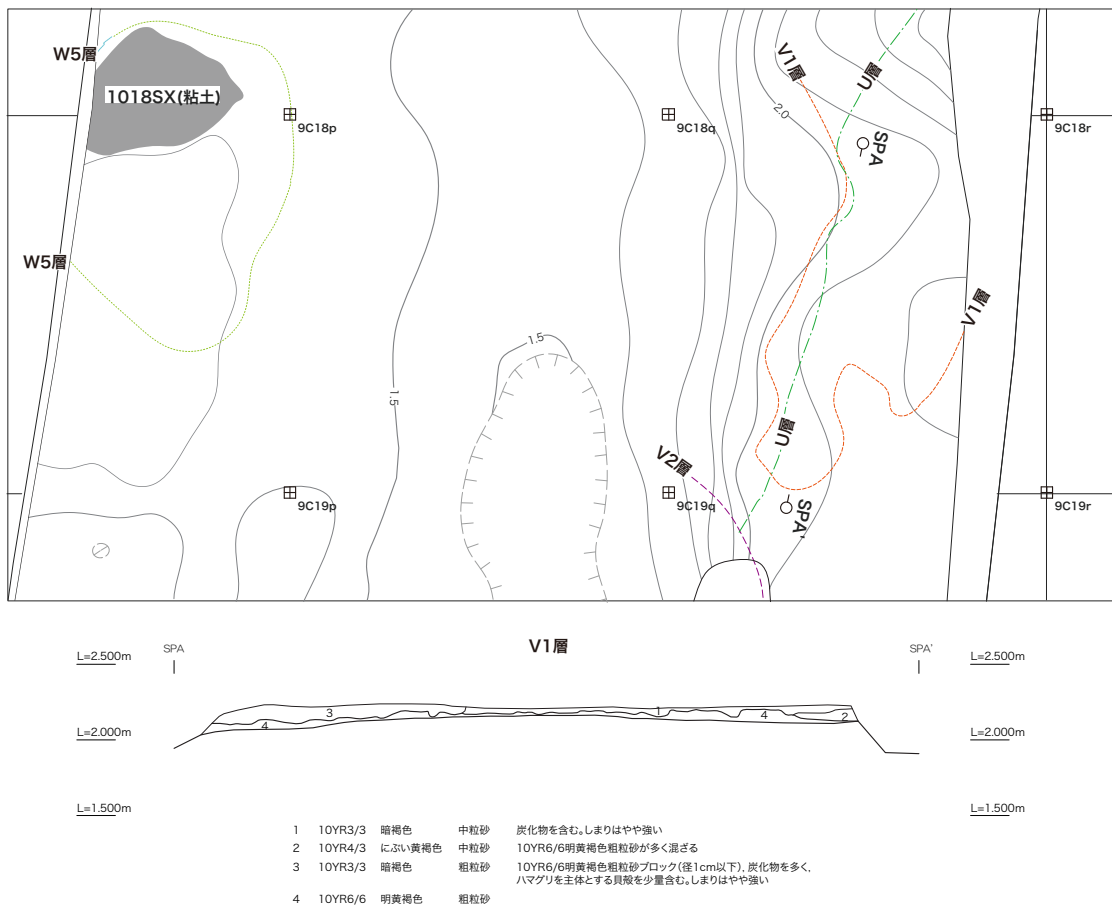 W5層
1018SX(粘土)
9C18p
9C18q
V1層
U層
2.0
SPA
9C18r
W5層
1.5
1.5
V1層
U層
V2層
9C19p
9C19q
SPA'
9C19r
V1層
SPA
SPA'
L=2.500m
L=2.500m
3
1
4
2
4
L=2.000m
L=2.000m
L=1.500m
L=1.500m
1 10YR3/3 暗褐色 中粒砂 炭化物を含む。しまりはやや強い
2 10YR4/3 にぶい黄褐色 中粒砂 10YR6/6明黄褐色粗粒砂が多く混ざる
3 10YR3/3 暗褐色 粗粒砂 10YR6/6明黄褐色粗粒砂ブロック(径1cm以下)、炭化物を多く、
ハマグリを主体とする貝殻を少量含む。しまりはやや強い
4 10YR6/6 明黄褐色 粗粒砂